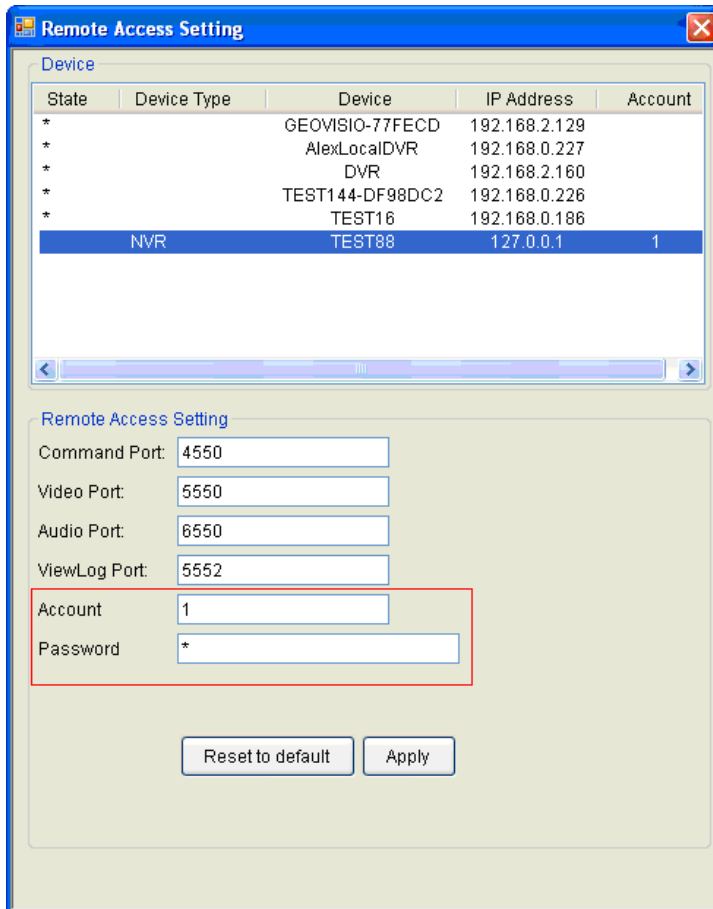 Remote Access Setting
Device
State Device Type Device IP Address Account
* GEOVISIO-77FECD 192.168.2.129
* AlexLocalDVR 192.168.0.227
* DVR 192.168.2.160
* TEST144-DF98DC2 192.168.0.226
* TEST16 192.168.0.186
NVR TEST88 127.0.0.1 1
Remote Access Setting
Command Port: 4550
Video Port: 5550
Audio Port: 6550
ViewLog Port: 5552
Account 1
Password *
Reset to default Apply